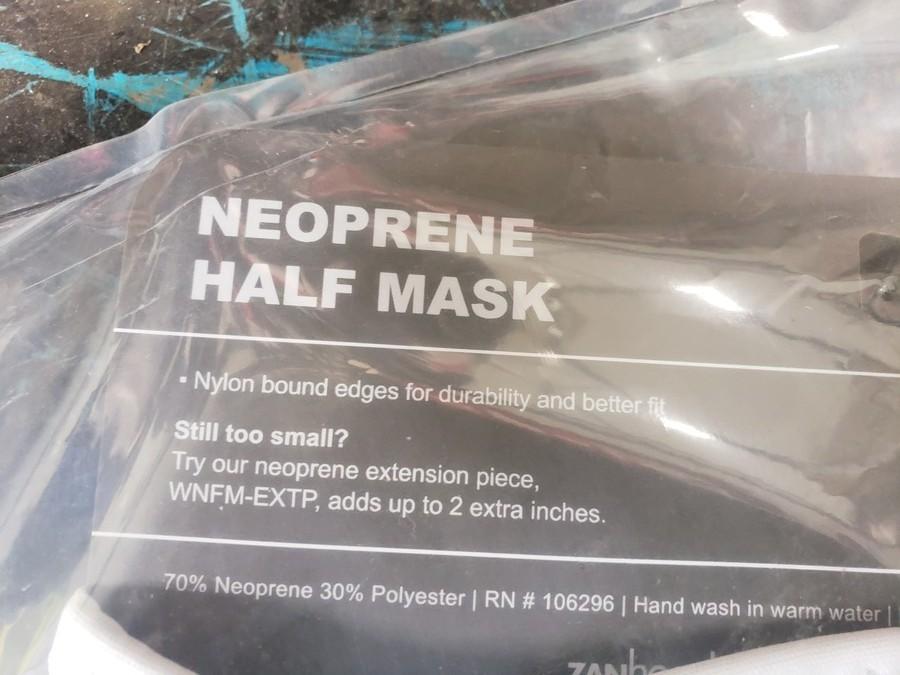 NEOPRENE
HALF MASK
▪ Nylon bound edges for durability and better fit
Still too small?
Try our neoprene extension piece,
WNFM-EXTP, adds up to 2 extra inches.
70% Neoprene 30% Polyester | RN # 106296 | Hand wash in warm water |